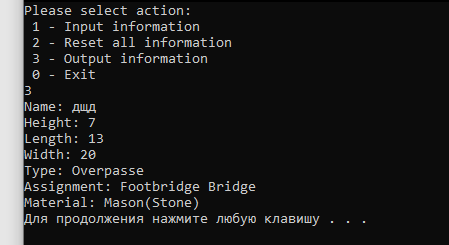 Please select action:
1 - Input information
2 - Reset all information
3 - Output information
0 - Exit
3
Name: дщд
Height: 7
Length: 13
Width: 20
Type: Overpasse
Assignment: Footbridge Bridge
Material: Mason(Stone)
Для продолжения нажмите любую клавишу . . .